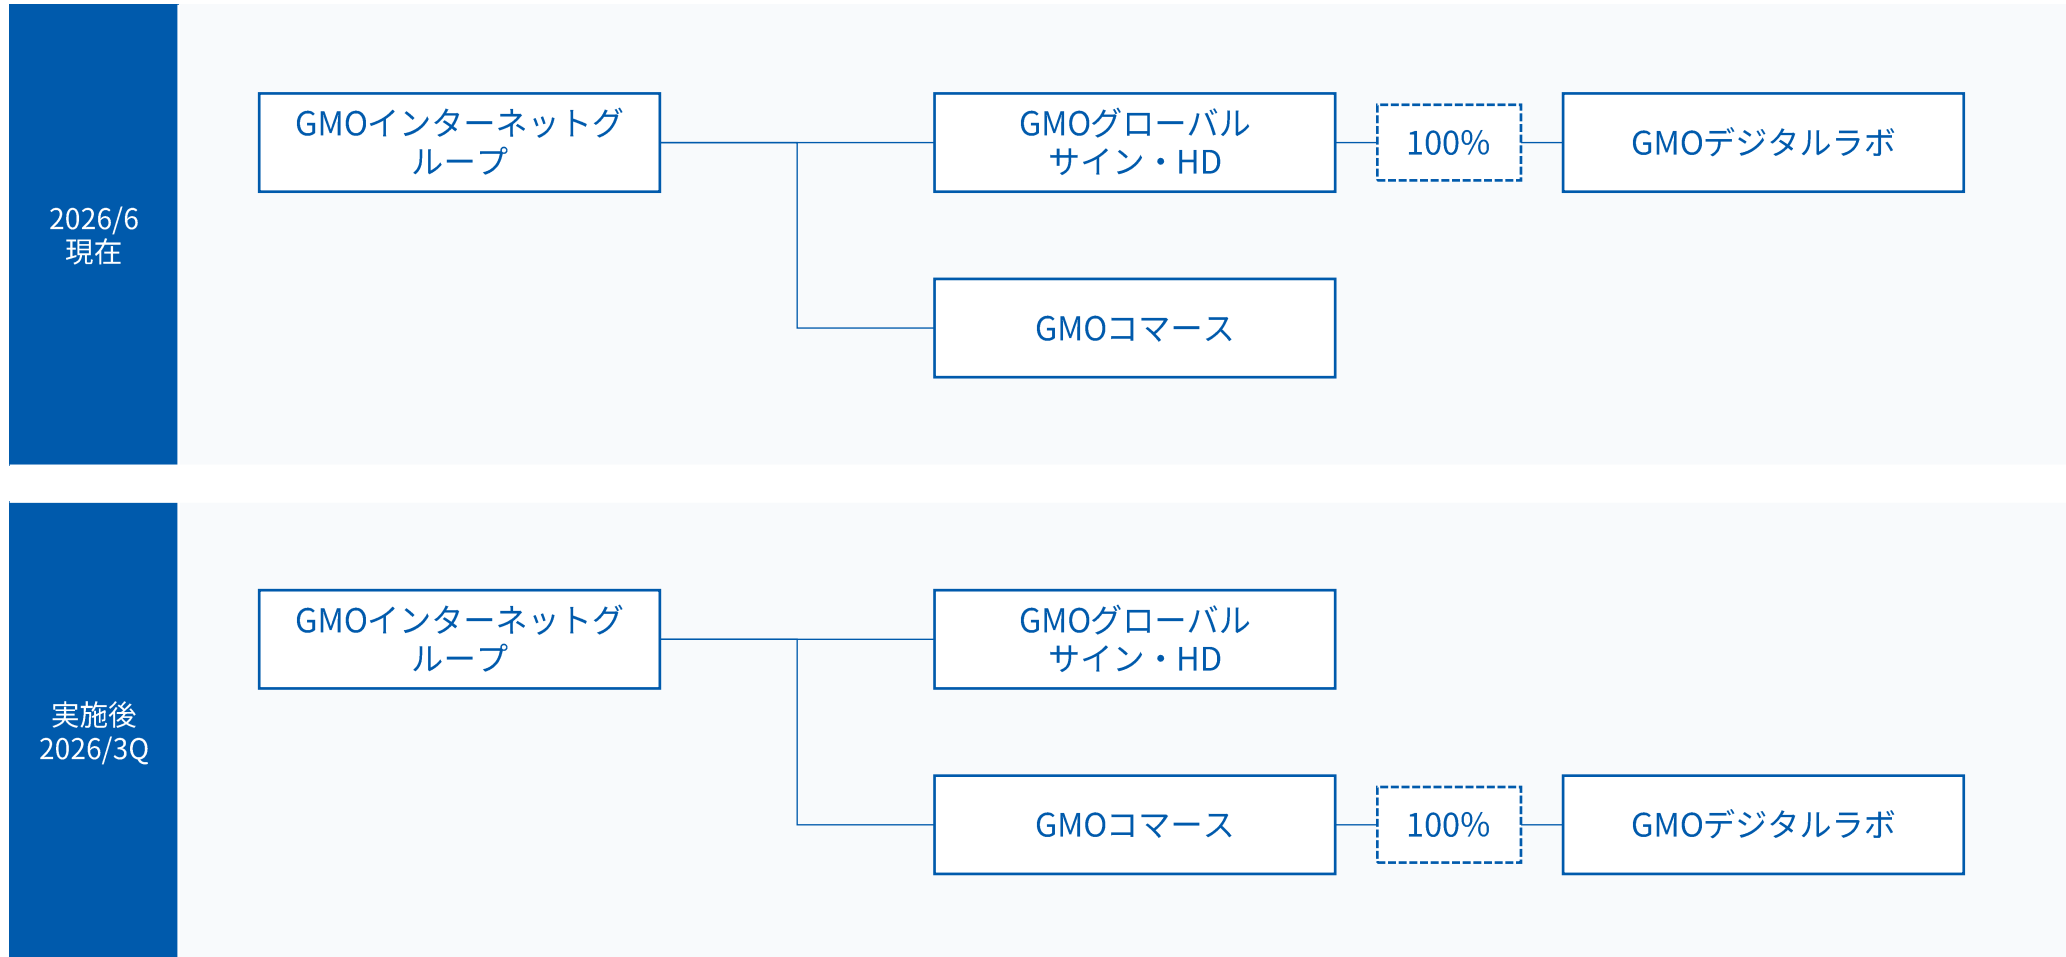 2026/6
現在
GMOインターネットグ
ループ
GMOグローバル
サイン・HD
100%
GMOデジタルラボ
GMOコマース
実施後
2026/3Q
GMOインターネットグ
ループ
GMOグローバル
サイン・HD
GMOコマース
100%
GMOデジタルラボ